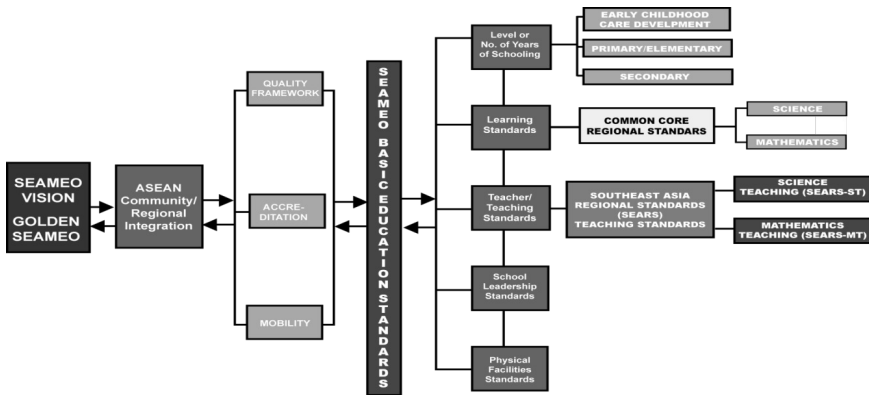 SEAMEO
VISION
GOLDEN
SEAMEO
ASEAN
Community/
Regional
Integration
QUALITY
FRAMEWORK
ACCRE-
DITATION
MOBILITY
SEAMEO BASIC EDUCATION STANDARDS
Level or
No. of Years
of Schooling
EARLY CHILDHOOD
CARE DEVELPMENT
PRIMARY/ELEMENTARY
SECONDARY
Learning
Standards
COMMON CORE
REGIONAL STANDARS
SCIENCE
MATHEMATICS
Teacher/
Teaching
Standards
SOUTHEAST ASIA
REGIONAL STANDARDS
(SEARS)
TEACHING STANDARDS
SCIENCE
TEACHING (SEARS-ST)
MATHEMATICS
TEACHING (SEARS-MT)
School
Leadership
Standards
Physical
Facilities
Standards